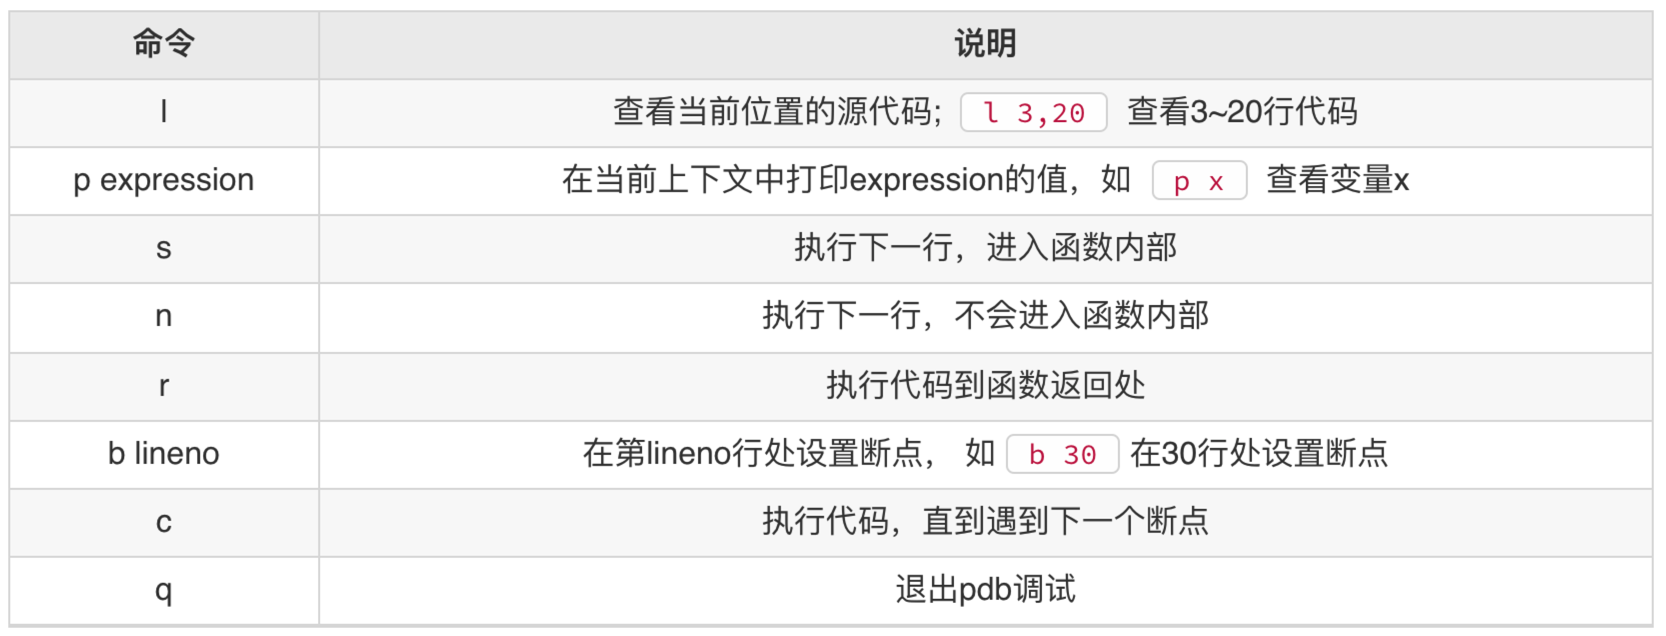 命令 说明
l 查看当前位置的源代码; l 3,20 查看3~20行代码
p expression 在当前上下文中打印expression的值，如 p x 查看变量x
s 执行下一行，进入函数内部
n 执行下一行，不会进入函数内部
r 执行代码到函数返回处
b lineno 在第lineno行处设置断点， 如 b 30 在30行处设置断点
c 执行代码，直到遇到下一个断点
q 退出pdb调试